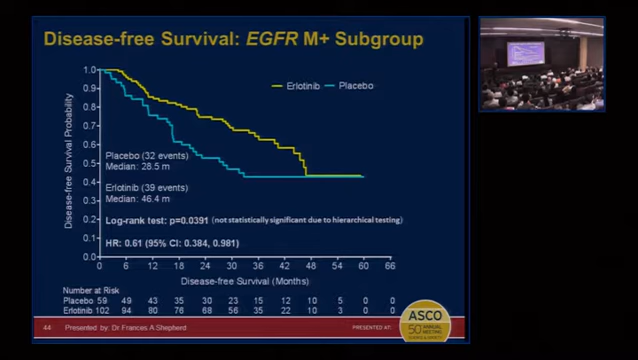 Disease-free Survival: EGFR M+ Subgroup
1.0
0.9
0.8
0.7
0.6
0.5
0.4
0.3
0.2
0.1
0.0
Disease-free Survival Probability
Erlotinib
Placebo
Placebo (32 events)
Median: 28.5 m
Erlotinib (39 events)
Median: 46.4 m
Log-rank test: p=0.0391 (not statistically significant due to hierarchical testing)
HR: 0.61 (95% CI: 0.384, 0.981)
0 6 12 18 24 30 36 42 48 54 60 66
Disease-free Survival (Months)
Number at Risk
Placebo 59 49 43 35 30 23 15 12 10 5 0 0
Erlotinib 102 94 80 76 68 56 35 22 10 3 0 0
44 Presented by: Dr Frances A Shepherd
PRESENTED AT:
ASCO
50
ANNUAL
MEETING